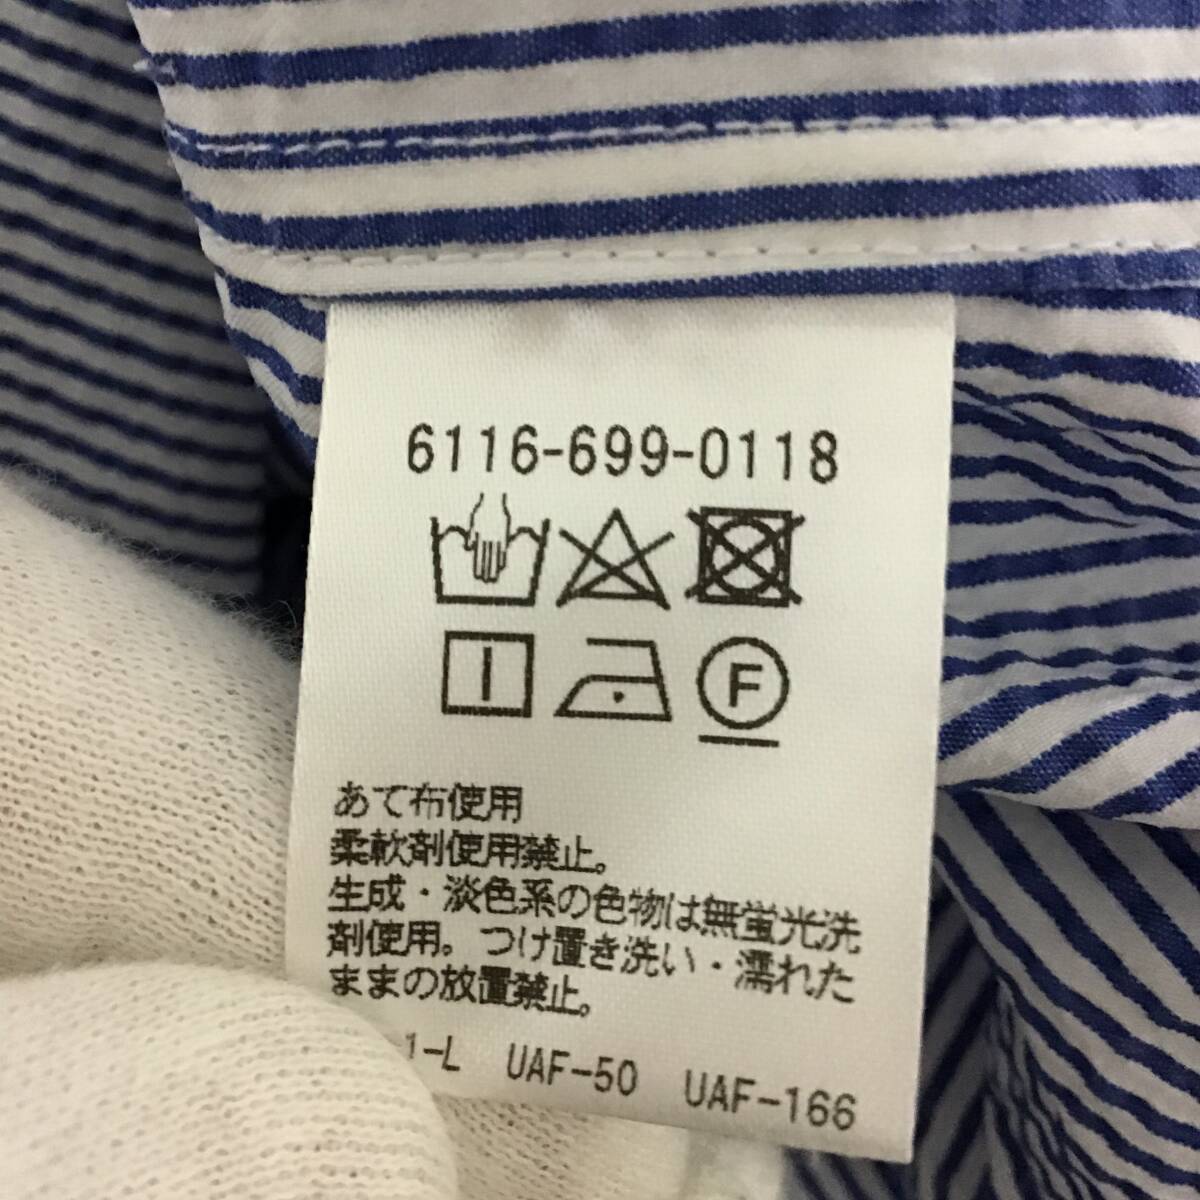 6116-699-0118
F
あて布使用
柔軟剤使用禁止。
生成・淡色系の色物は無蛍光洗
剤使用。つけ置き洗い・濡れた
ままの放置禁止。
1-L UAF-50 UAF-166